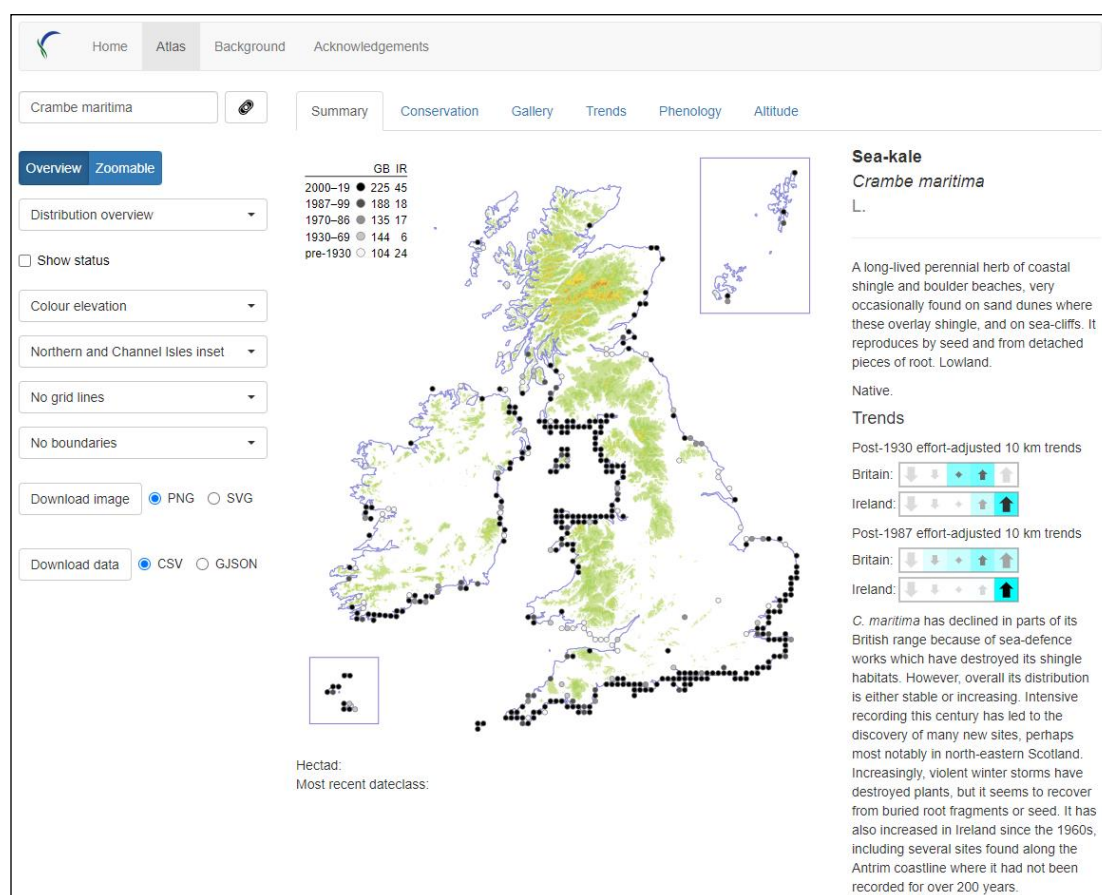 Home Atlas Background Acknowledgements
Crambe maritima
Summary Conservation Gallery Trends Phenology Altitude
Overview Zoomable
Distribution overview
Show status
Colour elevation
Northern and Channel Isles inset
No grid lines
No boundaries
Download image PNG SVG
Download data CSV GJSON
GB IR
2000–19 225 45
1987–99 188 18
1970–86 135 17
1930–69 144 6
pre-1930 104 24
Hectad:
Most recent dateclass:
Sea-kale
Crambe maritima
L.
A long-lived perennial herb of coastal
shingle and boulder beaches, very
occasionally found on sand dunes where
these overlay shingle, and on sea-cliffs. It
reproduces by seed and from detached
pieces of root. Lowland.
Native.
Trends
Post-1930 effort-adjusted 10 km trends
Britain:
Ireland:
Post-1987 effort-adjusted 10 km trends
Britain:
Ireland:
C. maritima has declined in parts of its
British range because of sea-defence
works which have destroyed its shingle
habitats. However, overall its distribution
is either stable or increasing. Intensive
recording this century has led to the
discovery of many new sites, perhaps
most notably in north-eastern Scotland.
Increasingly, violent winter storms have
destroyed plants, but it seems to recover
from buried root fragments or seed. It has
also increased in Ireland since the 1960s,
including several sites found along the
Antrim coastline where it had not been
recorded for over 200 years.